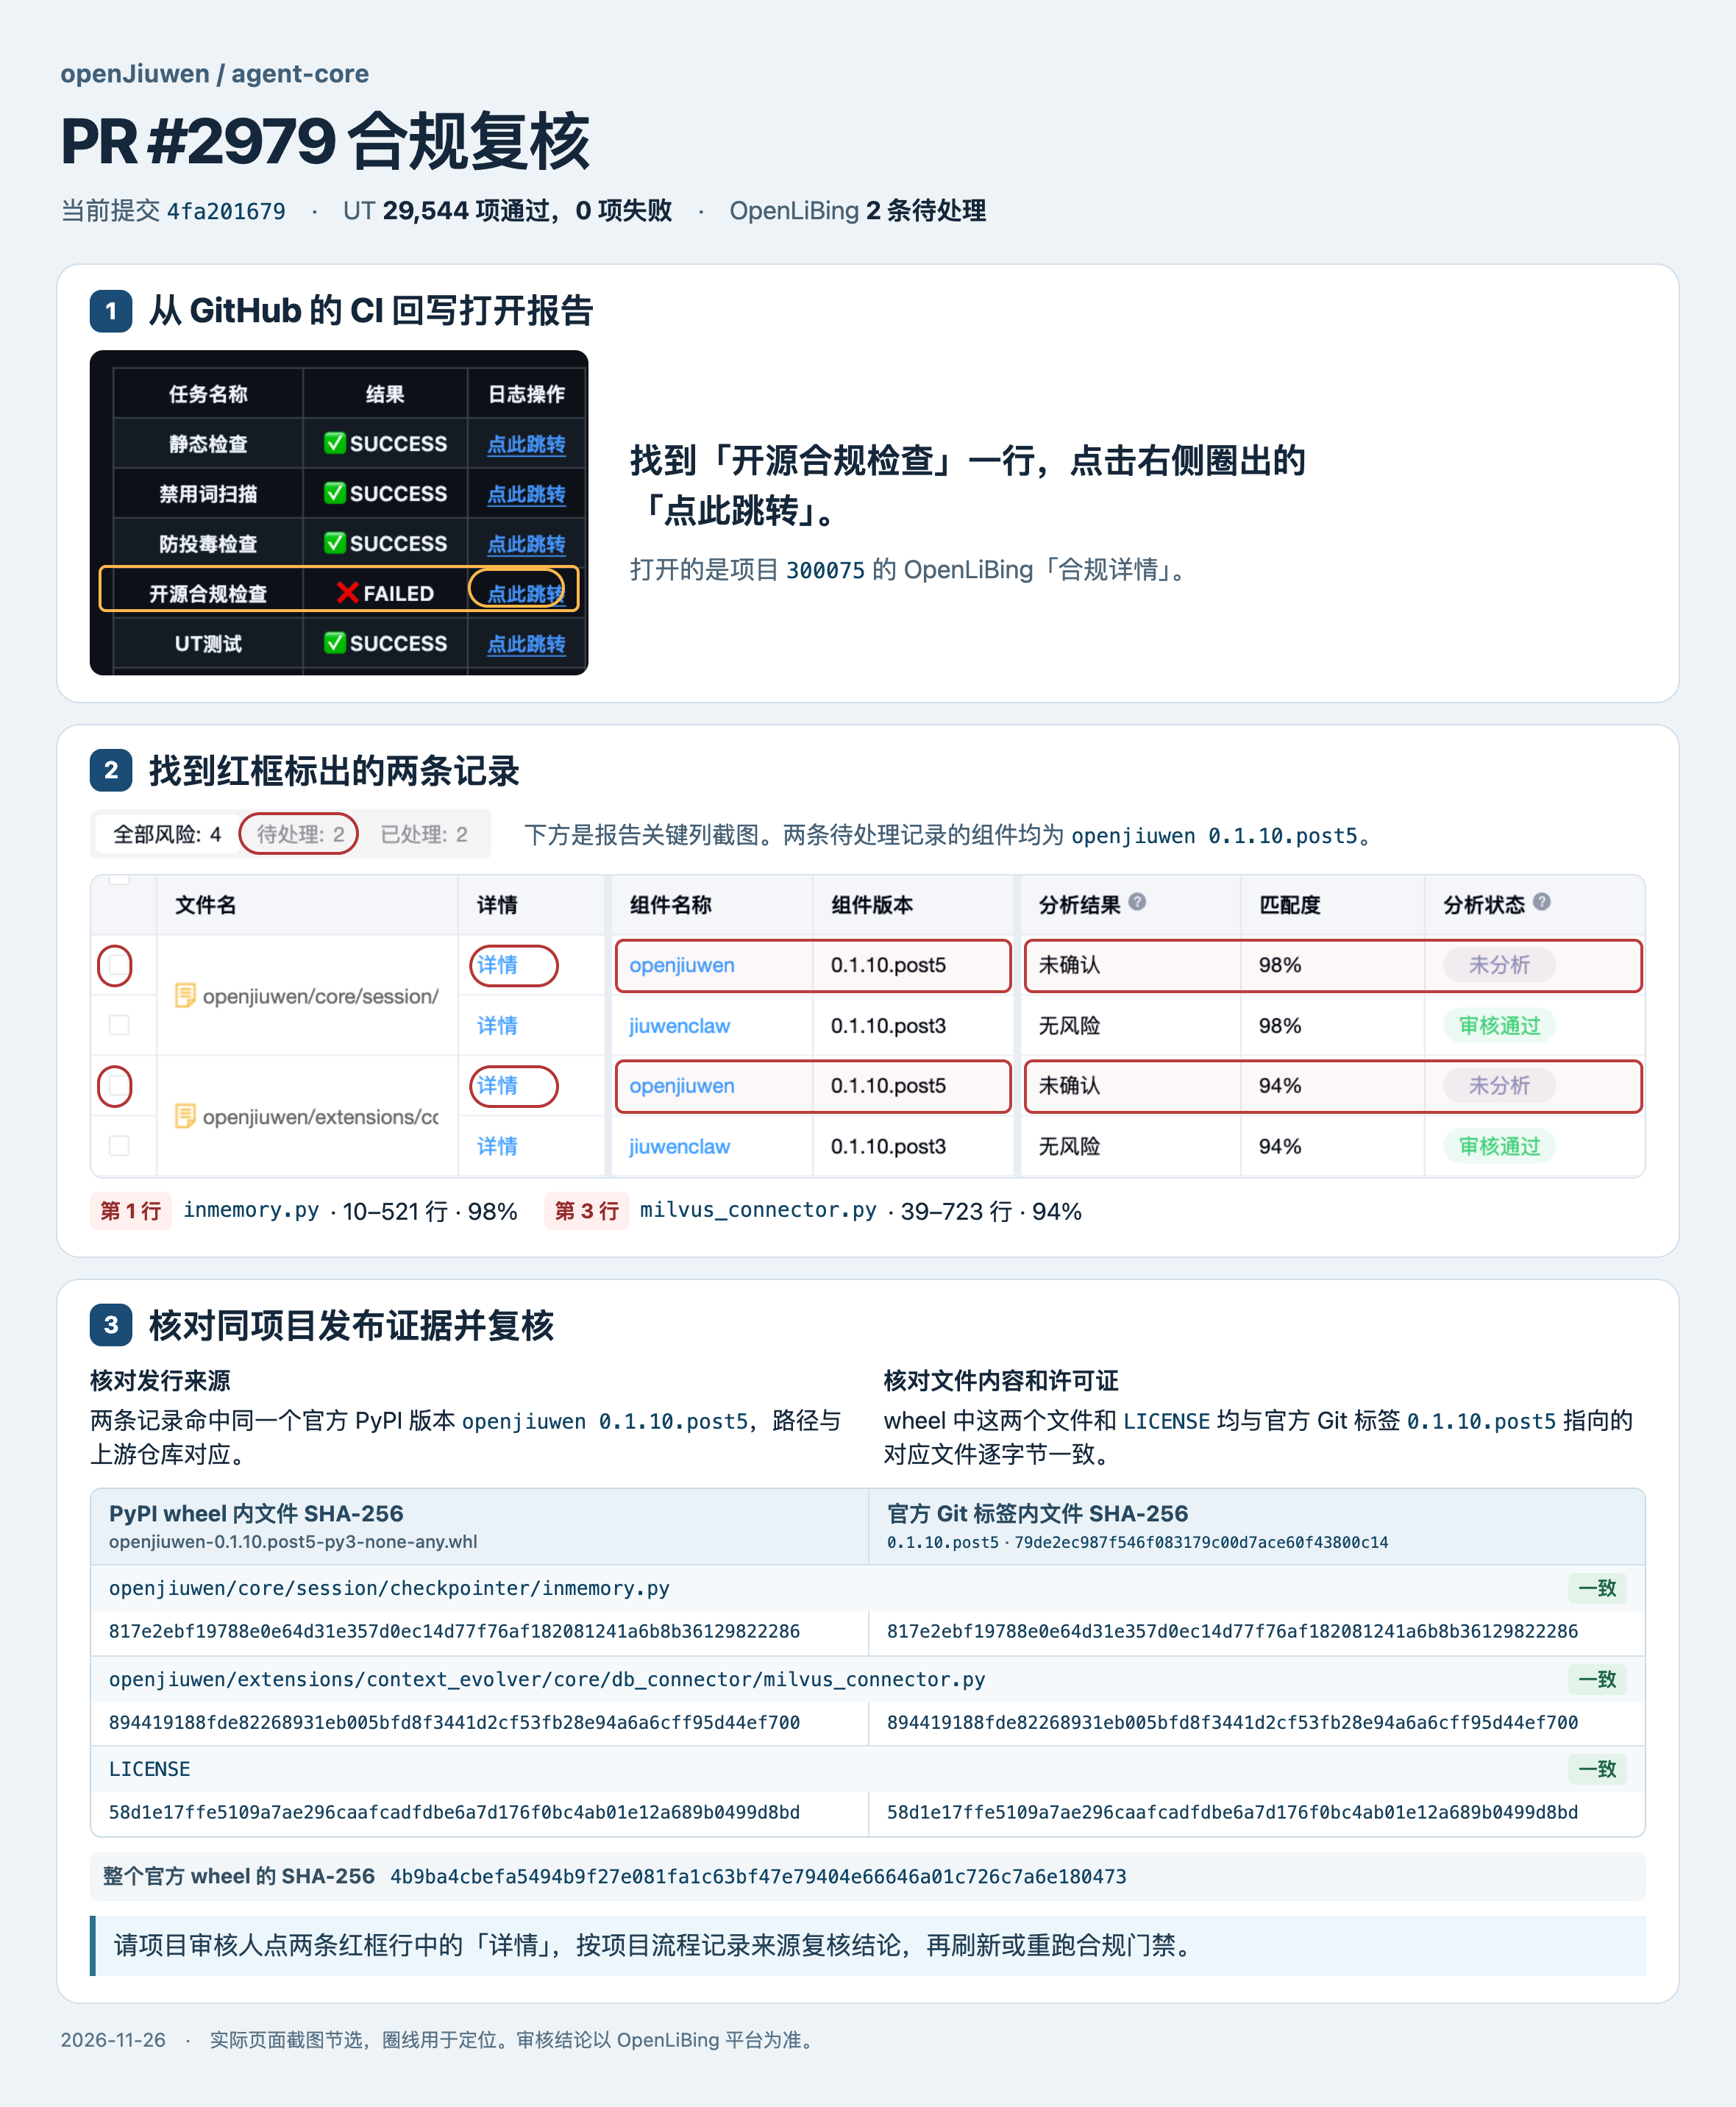 openJiuwen / agent-core
PR #2979 合规复核
当前提交 4fa201679 · UT 29,544 项通过，0 项失败 · OpenLiBing 2 条待处理
1 从 GitHub 的 CI 回写打开报告
任务名称 结果 日志操作
静态检查 ✅ SUCCESS 点此跳转
禁用词扫描 ✅ SUCCESS 点此跳转
防投毒检查 ✅ SUCCESS 点此跳转
开源合规检查 ❌ FAILED 点此跳转
UT测试 ✅ SUCCESS 点此跳转
找到「开源合规检查」一行，点击右侧圈出的
「点此跳转」。
打开的是项目 300075 的 OpenLiBing「合规详情」。
2 找到红框标出的两条记录
全部风险: 4 待处理: 2 已处理: 2 下方是报告关键列截图。两条待处理记录的组件均为 openjiuwen 0.1.10.post5。
文件名 详情 组件名称 组件版本 分析结果 ? 匹配度 分析状态 ?
openjiuwen/core/session/ 详情 openjiuwen 0.1.10.post5 未确认 98% 未分析
详情 jiuwenclaw 0.1.10.post3 无风险 98% 审核通过
openjiuwen/extensions/cc 详情 openjiuwen 0.1.10.post5 未确认 94% 未分析
详情 jiuwenclaw 0.1.10.post3 无风险 94% 审核通过
第 1 行 inmemory.py · 10–521 行 · 98% 第 3 行 milvus_connector.py · 39–723 行 · 94%
3 核对同项目发布证据并复核
核对发行来源
两条记录命中同一个官方 PyPI 版本 openjiuwen 0.1.10.post5，路径与
上游仓库对应。
核对文件内容和许可证
wheel 中这两个文件和 LICENSE 均与官方 Git 标签 0.1.10.post5 指向的
对应文件逐字节一致。
PyPI wheel 内文件 SHA-256 官方 Git 标签内文件 SHA-256
openjiuwen-0.1.10.post5-py3-none-any.whl 0.1.10.post5 · 79de2ec987f546f083179c00d7ace60f43800c14
openjiuwen/core/session/checkpointer/inmemory.py 一致
817e2ebf19788e0e64d31e357d0ec14d77f76af182081241a6b8b36129822286 817e2ebf19788e0e64d31e357d0ec14d77f76af182081241a6b8b36129822286
openjiuwen/extensions/context_evolver/core/db_connector/milvus_connector.py 一致
894419188fde82268931eb005bfd8f3441d2cf53fb28e94a6a6cff95d44ef700 894419188fde82268931eb005bfd8f3441d2cf53fb28e94a6a6cff95d44ef700
LICENSE 一致
58d1e17ffe5109a7ae296caafcadfdbe6a7d176f0bc4ab01e12a689b0499d8bd 58d1e17ffe5109a7ae296caafcadfdbe6a7d176f0bc4ab01e12a689b0499d8bd
整个官方 wheel 的 SHA-256 4b9ba4cbefa5494b9f27e081fa1c63bf47e79404e66646a01c726c7a6e180473
请项目审核人点两条红框行中的「详情」，按项目流程记录来源复核结论，再刷新或重跑合规门禁。
2026-11-26 · 实际页面截图节选，圈线用于定位。审核结论以 OpenLiBing 平台为准。